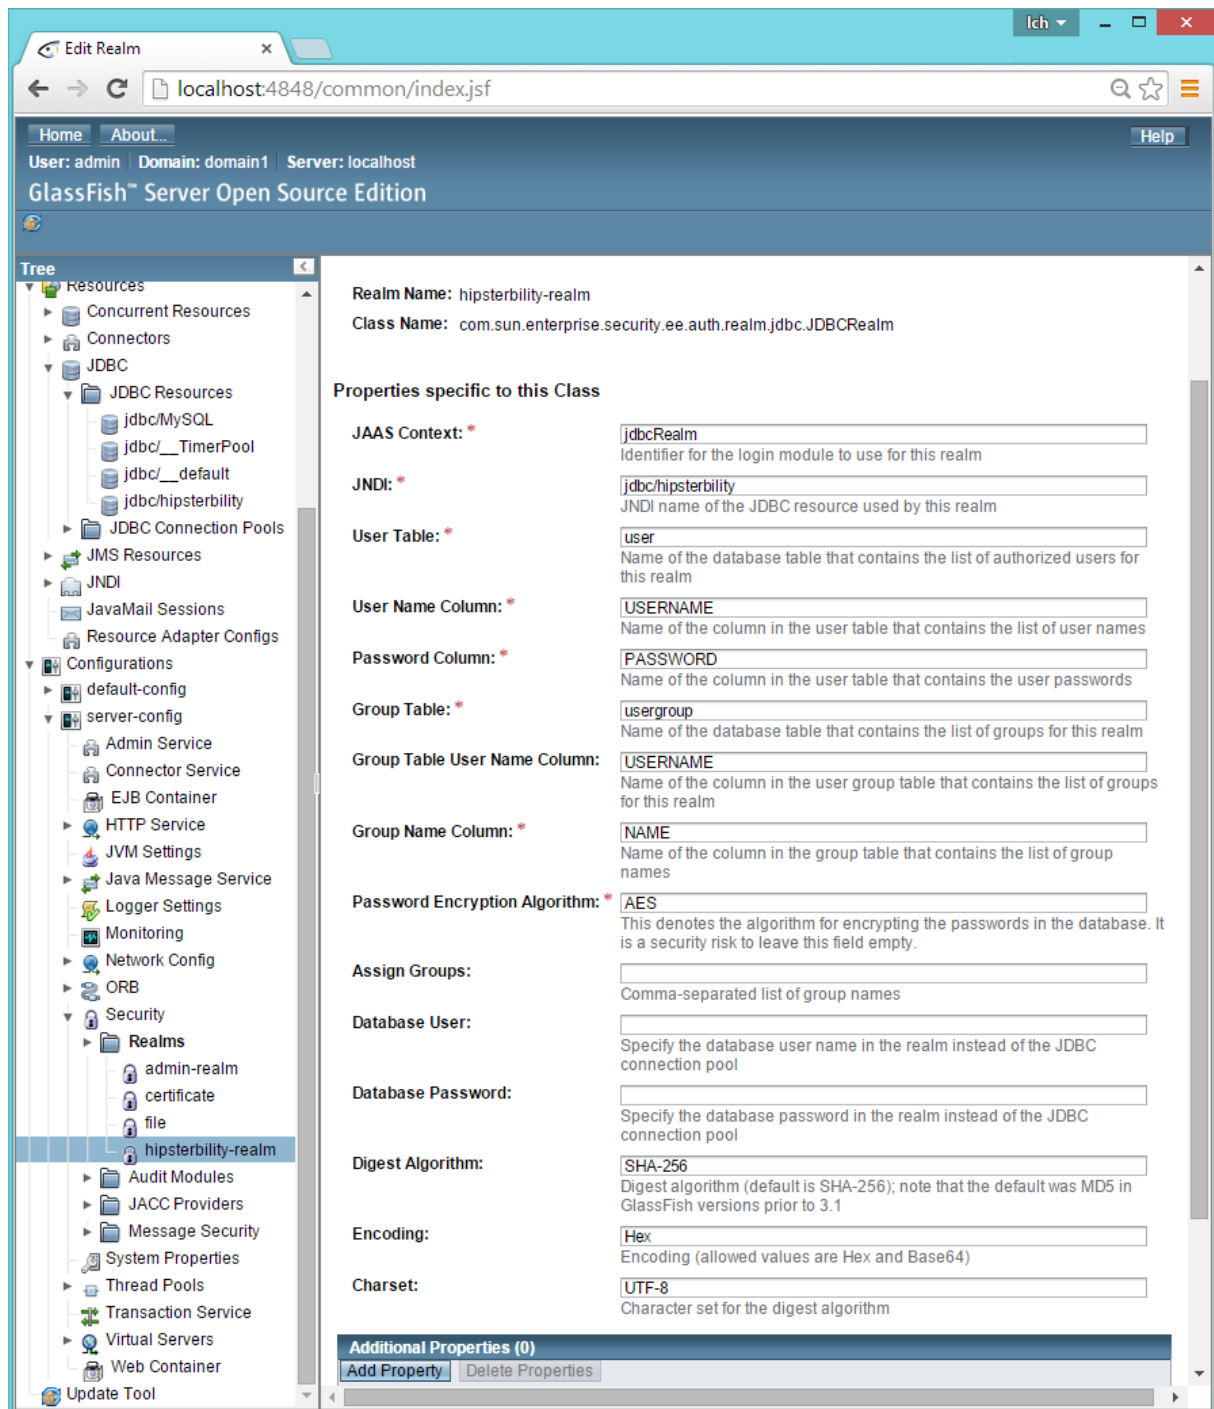 Ich
Edit Realm
localhost:4848/common/index.jsf
Home About...
Help
User: admin Domain: domain1 Server: localhost
GlassFish™ Server Open Source Edition
Tree
Resources
Concurrent Resources
Connectors
JDBC
JDBC Resources
jdbc/MySQL
jdbc/__TimerPool
jdbc/__default
jdbc/hipsterbility
JDBC Connection Pools
JMS Resources
JNDI
JavaMail Sessions
Resource Adapter Configs
Configurations
default-config
server-config
Admin Service
Connector Service
EJB Container
HTTP Service
JVM Settings
Java Message Service
Logger Settings
Monitoring
Network Config
ORB
Security
Realms
admin-realm
certificate
file
hipsterbility-realm
Audit Modules
JACC Providers
Message Security
System Properties
Thread Pools
Transaction Service
Virtual Servers
Web Container
Update Tool
Realm Name: hipsterbility-realm
Class Name: com.sun.enterprise.security.ee.auth.realm.jdbc.JDBCRealm
Properties specific to this Class
JAAS Context: * jdbcRealm
Identifier for the login module to use for this realm
JNDI: * jdbc/hipsterbility
JNDI name of the JDBC resource used by this realm
User Table: * user
Name of the database table that contains the list of authorized users for
this realm
User Name Column: * USERNAME
Name of the column in the user table that contains the list of user names
Password Column: * PASSWORD
Name of the column in the user table that contains the user passwords
Group Table: * usergroup
Name of the database table that contains the list of groups for this realm
Group Table User Name Column: USERNAME
Name of the column in the user group table that contains the list of groups
for this realm
Group Name Column: * NAME
Name of the column in the group table that contains the list of group
names
Password Encryption Algorithm: * AES
This denotes the algorithm for encrypting the passwords in the database. It
is a security risk to leave this field empty.
Assign Groups:
Comma-separated list of group names
Database User:
Specify the database user name in the realm instead of the JDBC
connection pool
Database Password:
Specify the database password in the realm instead of the JDBC
connection pool
Digest Algorithm: SHA-256
Digest algorithm (default is SHA-256); note that the default was MD5 in
GlassFish versions prior to 3.1
Encoding: Hex
Encoding (allowed values are Hex and Base64)
Charset: UTF-8
Character set for the digest algorithm
Additional Properties (0)
Add Property Delete Properties